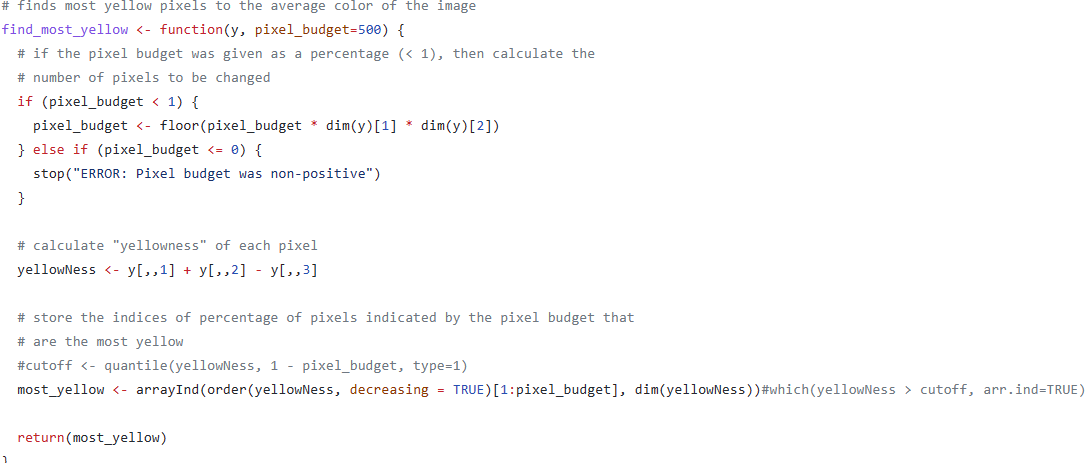 # finds most yellow pixels to the average color of the image
find_most_yellow <- function(y, pixel_budget=500) {
  # if the pixel budget was given as a percentage (< 1), then calculate the
  # number of pixels to be changed
  if (pixel_budget < 1) {
    pixel_budget <- floor(pixel_budget * dim(y)[1] * dim(y)[2])
  } else if (pixel_budget <= 0) {
    stop("ERROR: Pixel budget was non-positive")
  }

  # calculate "yellowness" of each pixel
  yellowNess <- y[,,1] + y[,,2] - y[,,3]

  # store the indices of percentage of pixels indicated by the pixel budget that
  # are the most yellow
  #cutoff <- quantile(yellowNess, 1 - pixel_budget, type=1)
  most_yellow <- arrayInd(order(yellowNess, decreasing = TRUE)[1:pixel_budget], dim(yellowNess))#which(yellowNess > cutoff, arr.ind=TRUE)

  return(most_yellow)
}